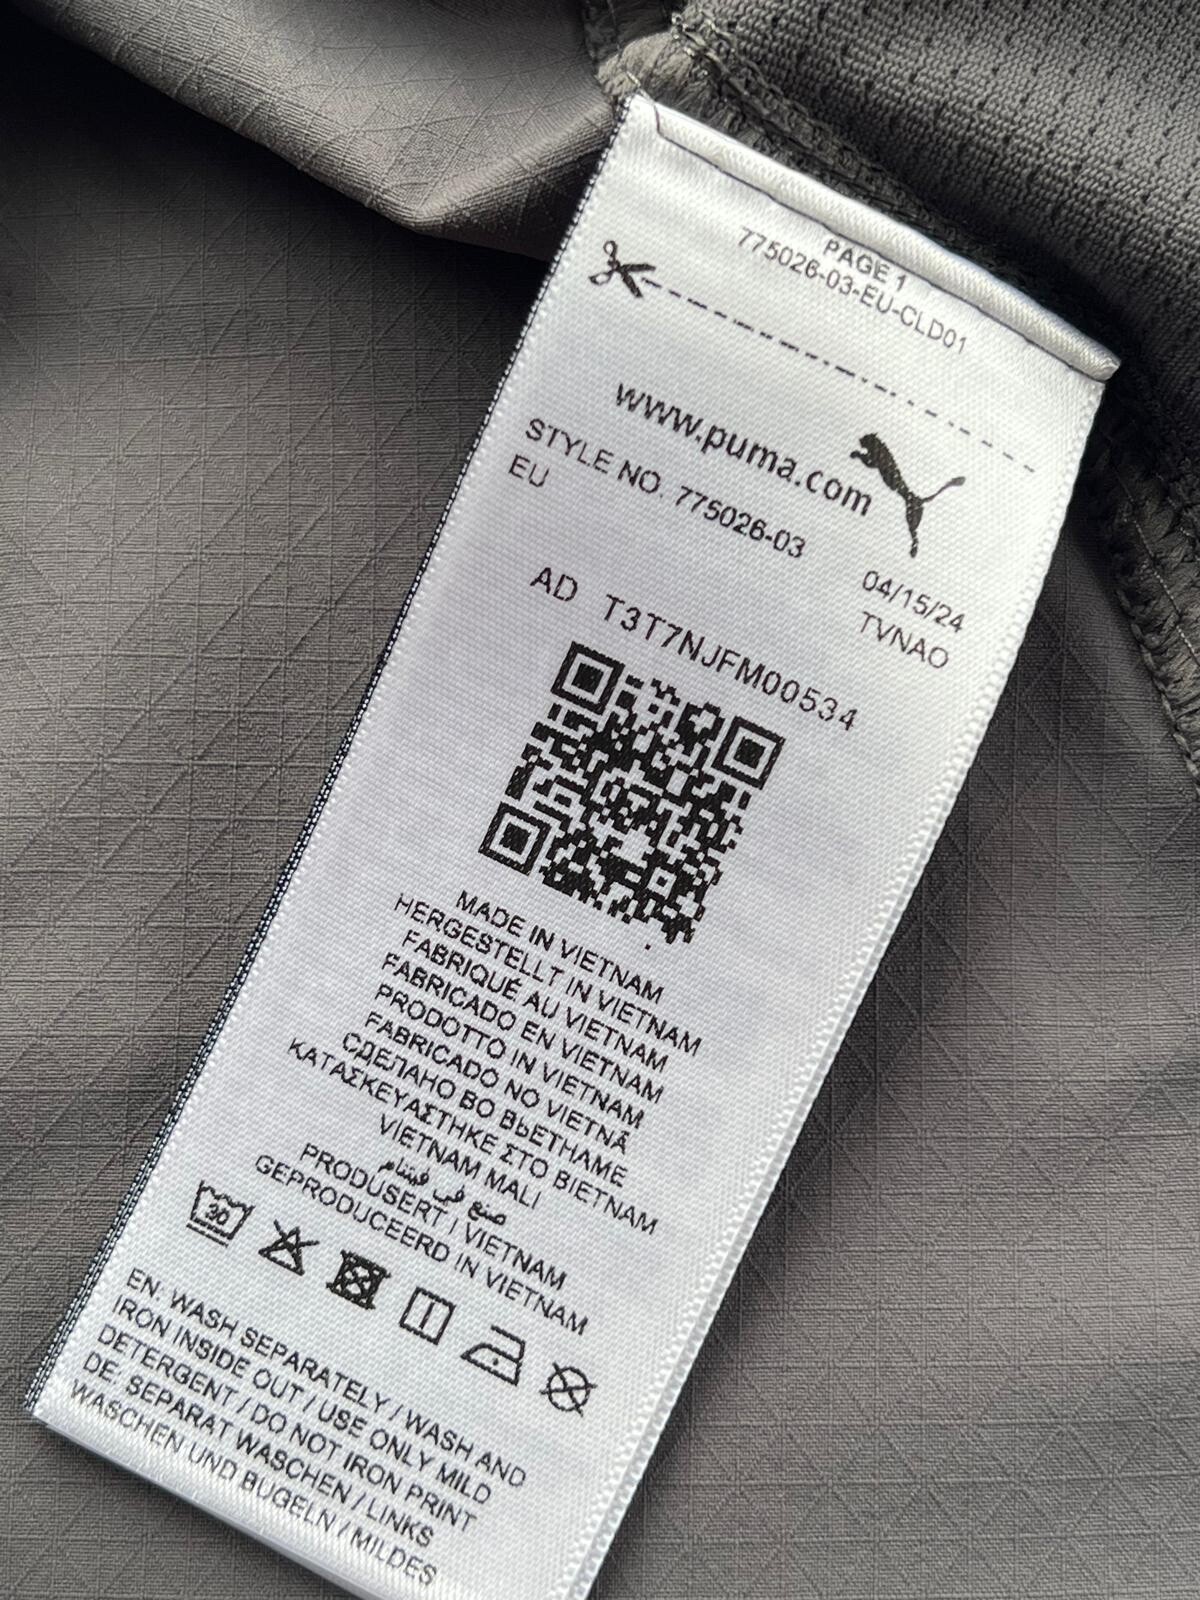 PAGE 1
775026-03-EU-CLD01
www.puma.com
STYLE NO. 775026-03
EU
04/15/24
TVNAO
AD T3T7NJFM00534
MADE IN VIETNAM
HERGESTELLT IN VIETNAM
FABRIQUÉ AU VIETNAM
FABRICADO EN VIETNAM
PRODOTTO IN VIETNAM
FABRICADO NO VIETNÃ
СДЕЛАНО ВО ВЬЕТНАМЕ
ΚΑΤΑΣΚΕΥΑΣΤΗΚΕ ΣΤΟ ΒΙΕΤΝΑΜ
VIETNAM MALI
صنع في فيتنام
PRODUSERT I VIETNAM
GEPRODUCEERD IN VIETNAM
30
EN: WASH SEPARATELY / WASH AND
IRON INSIDE OUT / USE ONLY MILD
DETERGENT / DO NOT IRON PRINT
DE: SEPARAT WASCHEN / LINKS
WASCHEN UND BÜGELN / MILDES